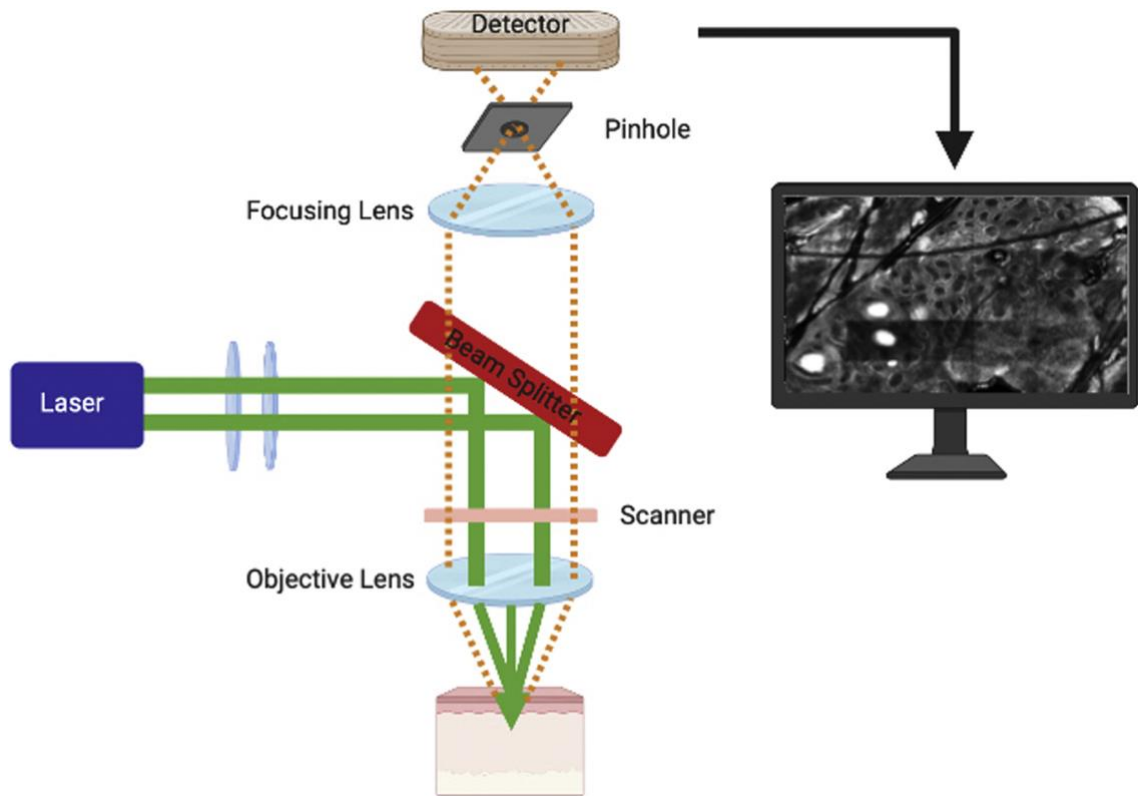 Detector
Pinhole
Focusing Lens
Beam Splitter
Laser
Scanner
Objective Lens